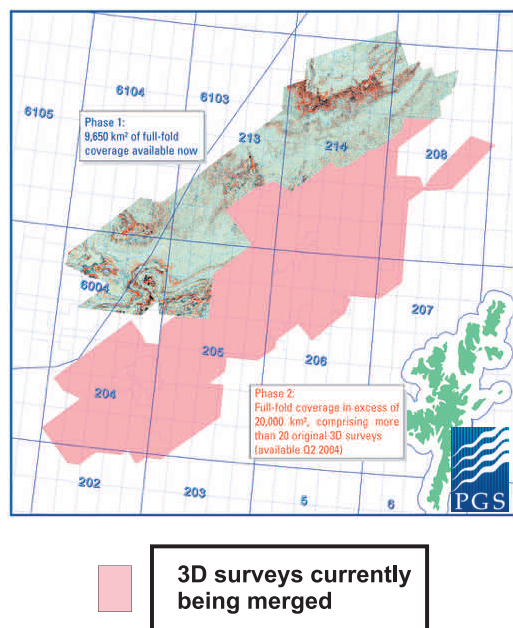 6105
6104
6103
Phase 1:
9,650 km² of full-fold
coverage available now
213
214
208
6004
207
205
206
204
Phase 2:
Full-fold coverage in excess of
20,000 km², comprising more
than 20 original 3D surveys
(available Q2 2004)
202
203
5
6
PGS
3D surveys currently
being merged